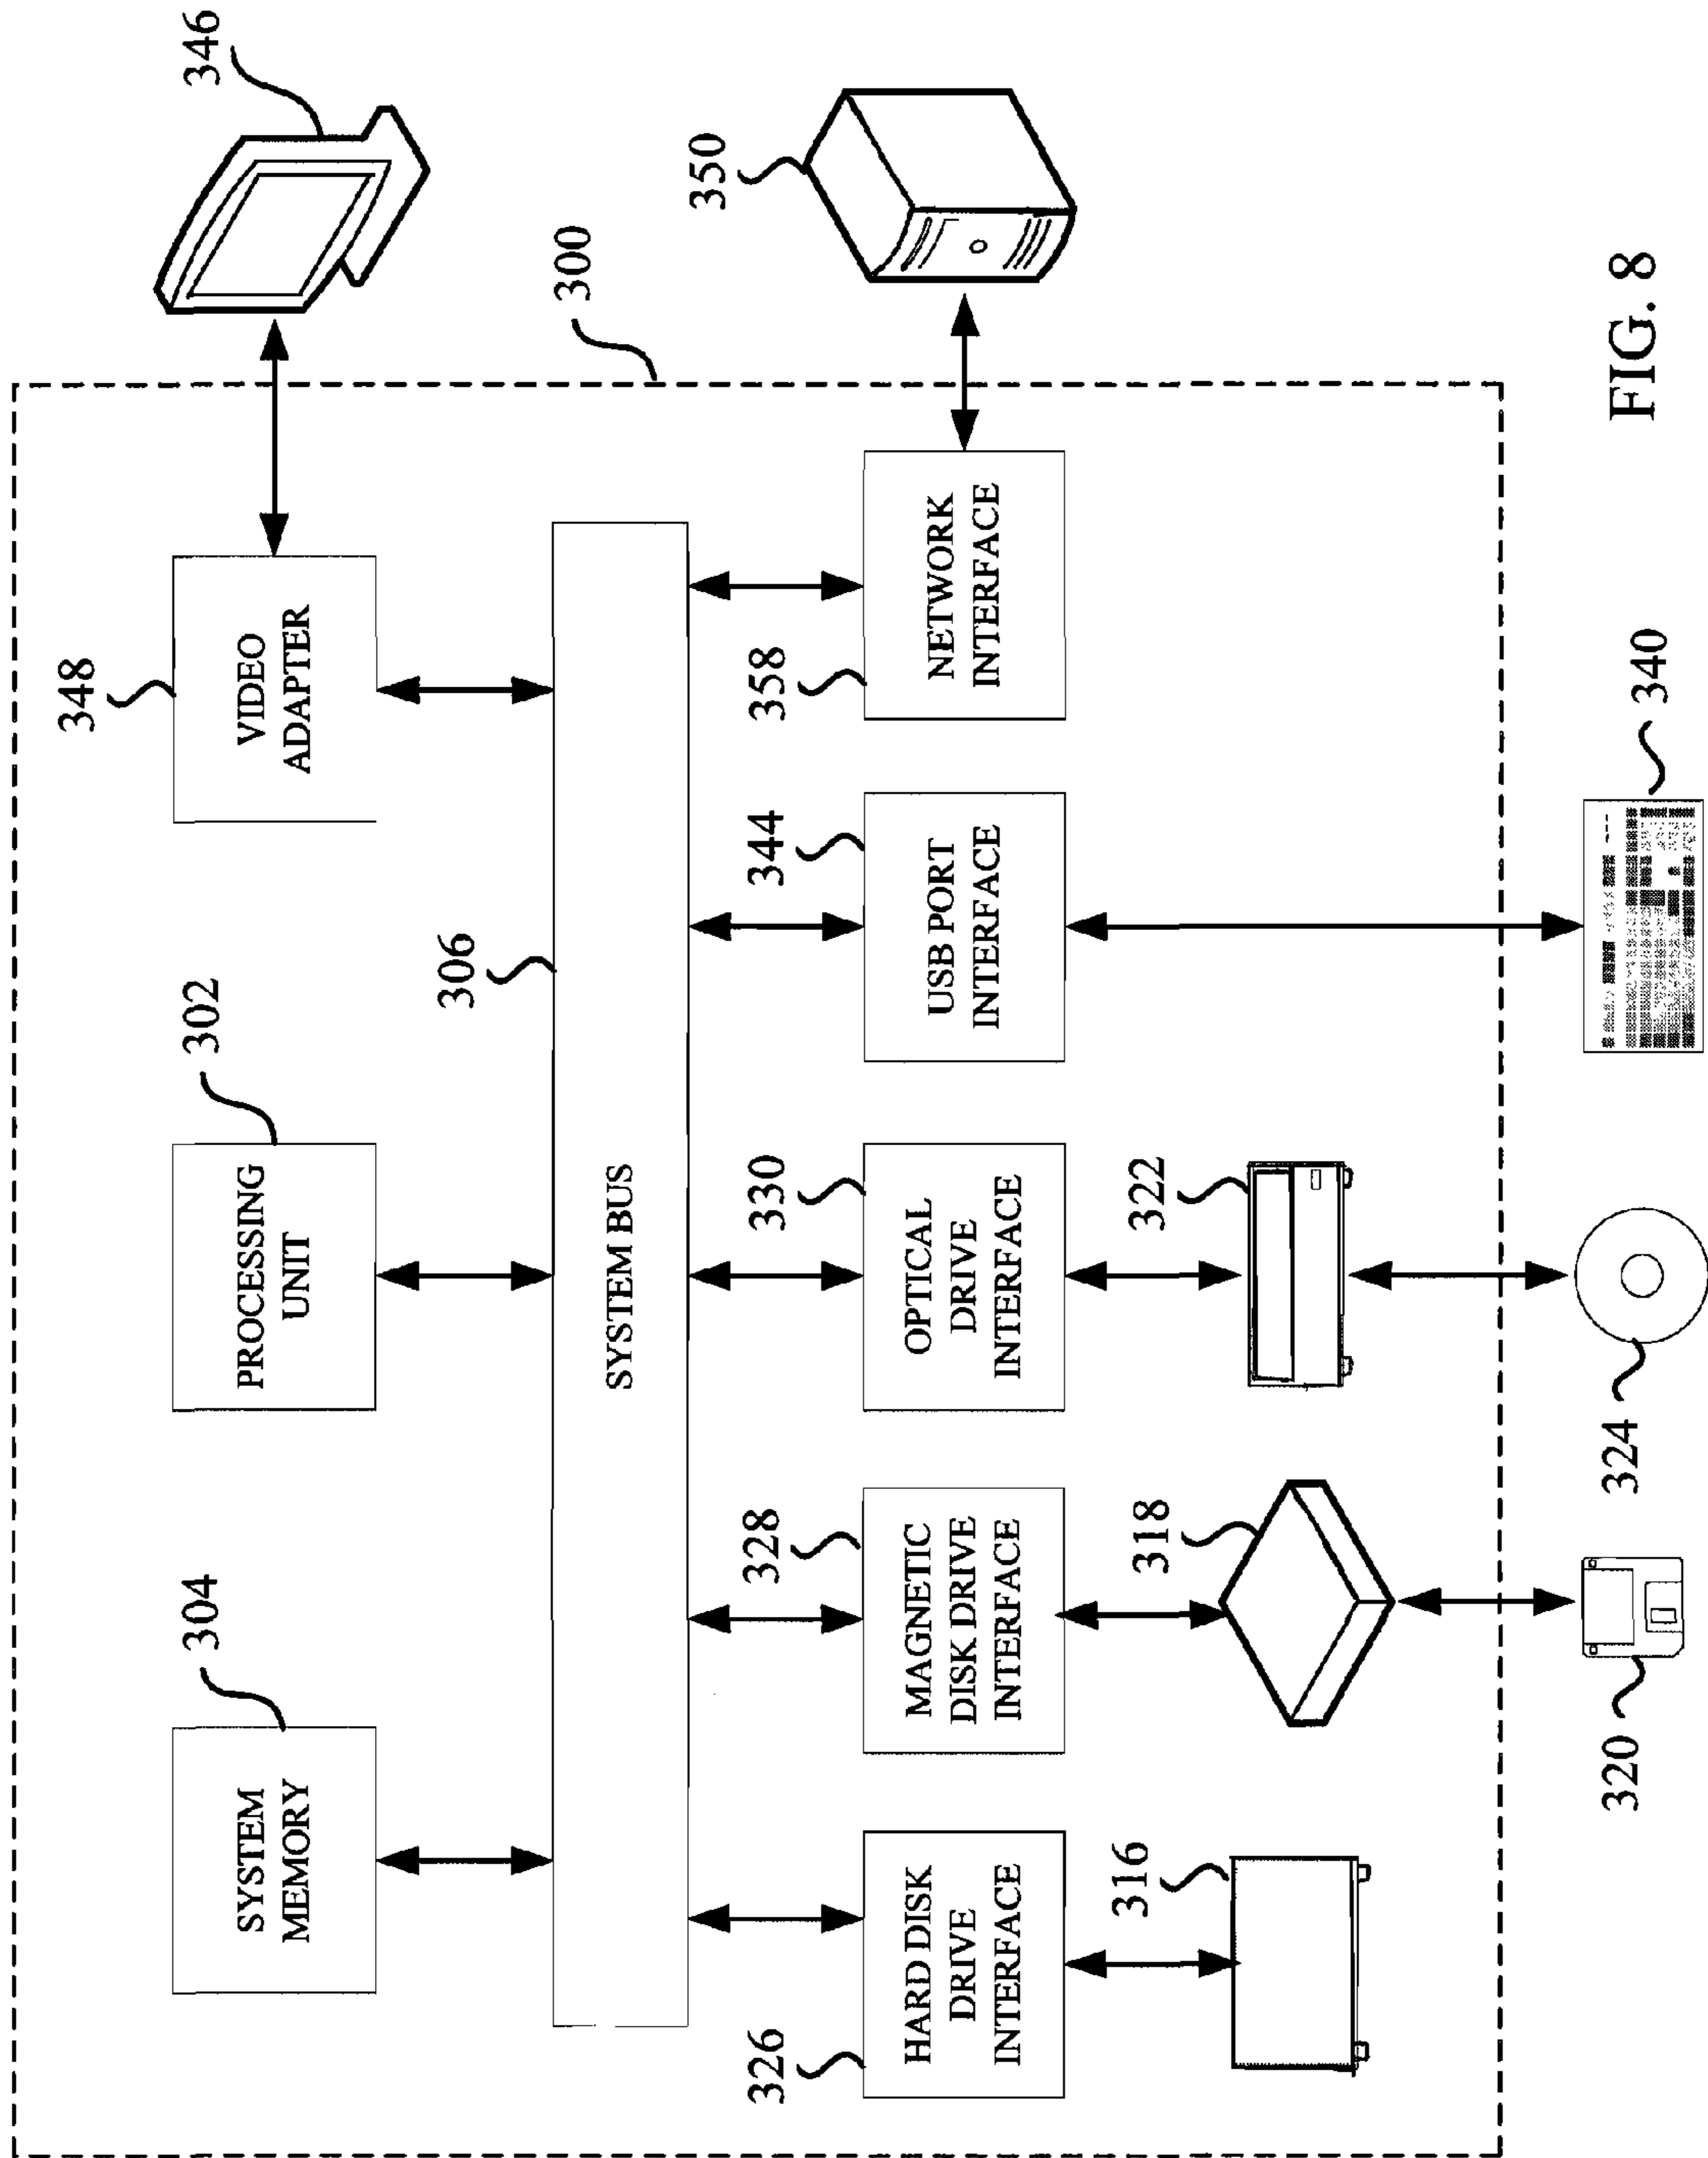 304
SYSTEM
MEMORY
302
PROCESSING
UNIT
348
VIDEO
ADAPTER
346
306
SYSTEM BUS
300
350
326
HARD DISK
DRIVE
INTERFACE
328
MAGNETIC
DISK DRIVE
INTERFACE
330
OPTICAL
DRIVE
INTERFACE
344
USB PORT
INTERFACE
358
NETWORK
INTERFACE
316
318
322
320
324
340
FIG. 8